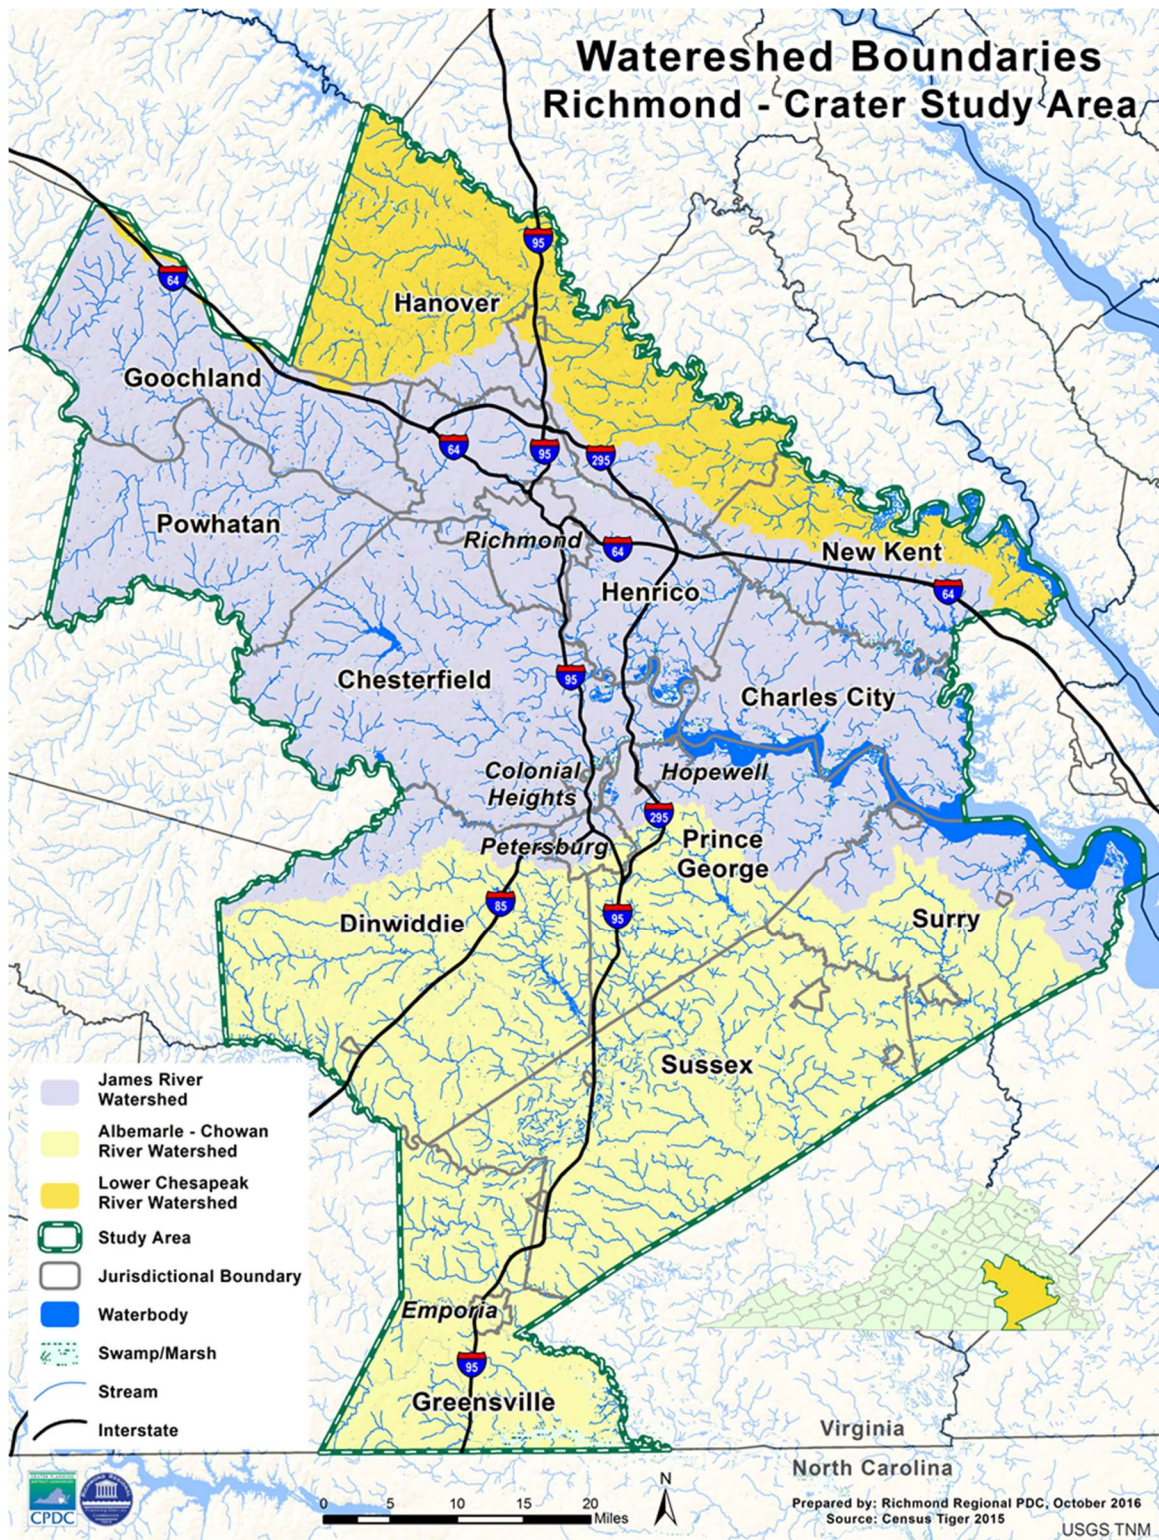 Watereshed Boundaries
Richmond - Crater Study Area
95
64
Hanover
Goochland
64
95
295
Powhatan
Richmond
64
New Kent
Henrico
64
Chesterfield
95
Charles City
Colonial
Heights
Hopewell
295
Petersburg
Prince
George
85
95
Dinwiddie
Surry
Sussex
James River
Watershed
Albemarle - Chowan
River Watershed
Lower Chesapeak
River Watershed
Study Area
Jurisdictional Boundary
Waterbody
Swamp/Marsh
Stream
Interstate
Emporia
95
Greensville
Virginia
North Carolina
CPDC
N
0 5 10 15 20
Miles
Prepared by: Richmond Regional PDC, October 2016
Source: Census Tiger 2015
USGS TNM